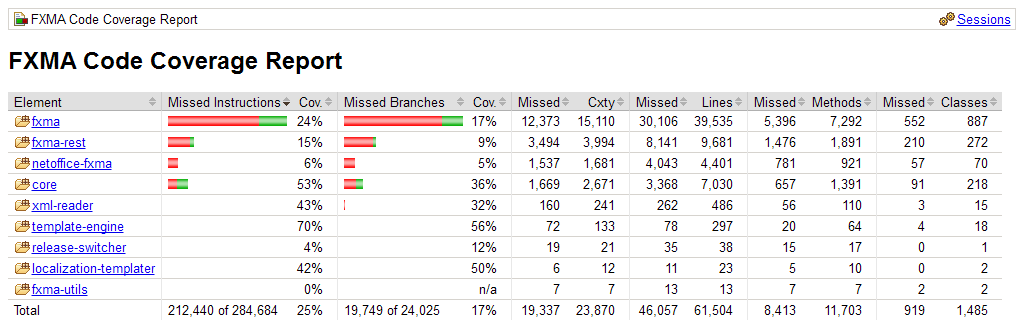 FXMA Code Coverage Report Sessions
FXMA Code Coverage Report
Element Missed Instructions Cov. Missed Branches Cov. Missed Cxty Missed Lines Missed Methods Missed Classes
fxma 24% 17% 12,373 15,110 30,106 39,535 5,396 7,292 552 887
fxma-rest 15% 9% 3,494 3,994 8,141 9,681 1,476 1,891 210 272
netoffice-fxma 6% 5% 1,537 1,681 4,043 4,401 781 921 57 70
core 53% 36% 1,669 2,671 3,368 7,030 657 1,391 91 218
xml-reader 43% 32% 160 241 262 486 56 110 3 15
template-engine 70% 56% 72 133 78 297 20 64 4 18
release-switcher 4% 12% 19 21 35 38 15 17 0 1
localization-templater 42% 50% 6 12 11 23 5 10 0 2
fxma-utils 0% n/a 7 7 13 13 7 7 2 2
Total 212,440 of 284,684 25% 19,749 of 24,025 17% 19,337 23,870 46,057 61,504 8,413 11,703 919 1,485